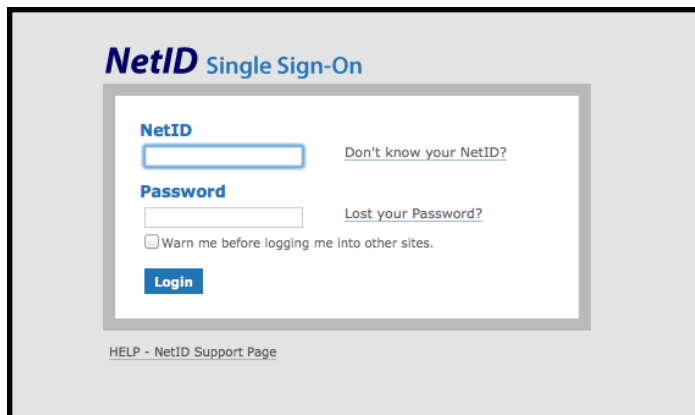 NetID Single Sign-On
NetID
Don't know your NetID?
Password
Lost your Password?
Warn me before logging me into other sites.
Login
HELP - NetID Support Page